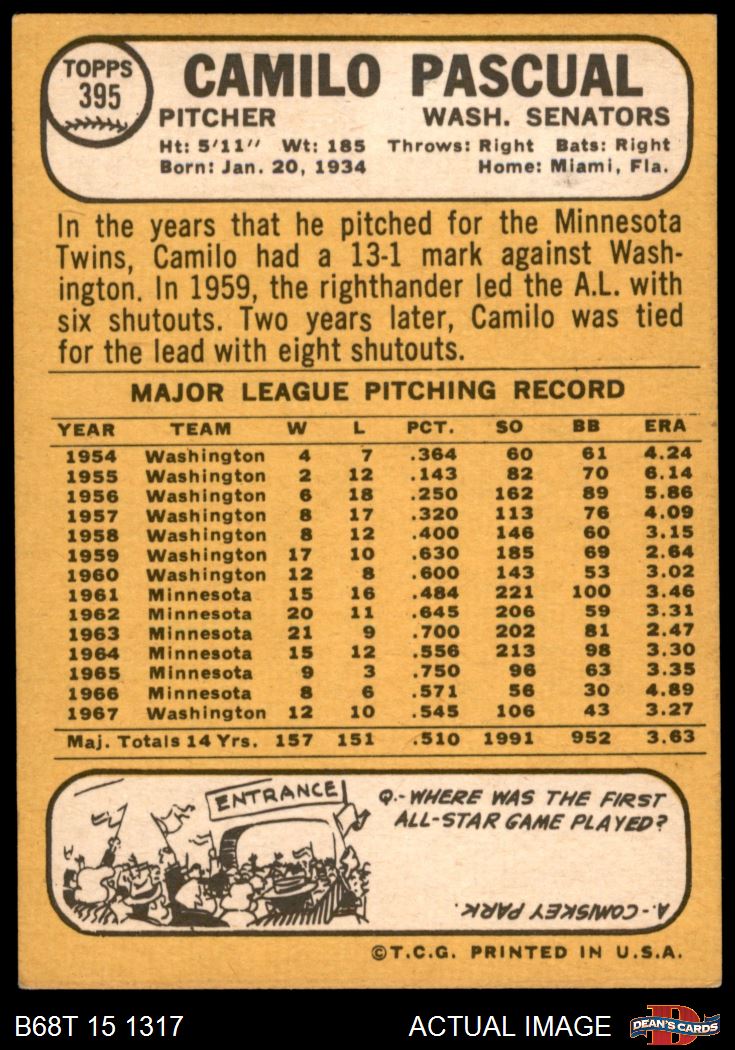 TOPPS
395
CAMILO PASCUAL
PITCHER WASH. SENATORS
Ht: 5'11" Wt: 185 Throws: Right Bats: Right
Born: Jan. 20, 1934 Home: Miami, Fla.
In the years that he pitched for the Minnesota
Twins, Camilo had a 13-1 mark against Wash-
ington. In 1959, the righthander led the A.L. with
six shutouts. Two years later, Camilo was tied
for the lead with eight shutouts.
MAJOR LEAGUE PITCHING RECORD
YEAR TEAM W L PCT. SO BB ERA
1954 Washington 4 7 .364 60 61 4.24
1955 Washington 2 12 .143 82 70 6.14
1956 Washington 6 18 .250 162 89 5.86
1957 Washington 8 17 .320 113 76 4.09
1958 Washington 8 12 .400 146 60 3.15
1959 Washington 17 10 .630 185 69 2.64
1960 Washington 12 8 .600 143 53 3.02
1961 Minnesota 15 16 .484 221 100 3.46
1962 Minnesota 20 11 .645 206 59 3.31
1963 Minnesota 21 9 .700 202 81 2.47
1964 Minnesota 15 12 .556 213 98 3.30
1965 Minnesota 9 3 .750 96 63 3.35
1966 Minnesota 8 6 .571 56 30 4.89
1967 Washington 12 10 .545 106 43 3.27
Maj. Totals 14 Yrs. 157 151 .510 1991 952 3.63
ENTRANCE
Q.-WHERE WAS THE FIRST
ALL-STAR GAME PLAYED?
A.-COMISKEY PARK.
©T.C.G. PRINTED IN U.S.A.
B68T 15 1317 ACTUAL IMAGE
D
DEAN'S CARDS